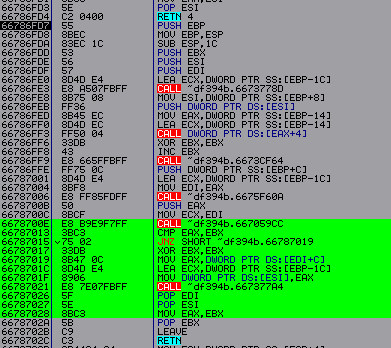 66786FD3 5E POP ESI
66786FD4 C2 0400 RETN 4
66786FD7 55 PUSH EBP
66786FD8 8BEC MOV EBP,ESP
66786FDA 83EC 1C SUB ESP,1C
66786FDD 53 PUSH EBX
66786FDE 56 PUSH ESI
66786FDF 57 PUSH EDI
66786FE0 8D4D E4 LEA ECX,DWORD PTR SS:[EBP-1C]
66786FE3 E8 A507FBFF CALL ~df394b.6673778D
66786FE8 8B75 08 MOV ESI,DWORD PTR SS:[EBP+8]
66786FEB FF36 PUSH DWORD PTR DS:[ESI]
66786FED 8B45 EC MOV EAX,DWORD PTR SS:[EBP-14]
66786FF0 8D4D EC LEA ECX,DWORD PTR SS:[EBP-14]
66786FF3 FF50 04 CALL DWORD PTR DS:[EAX+4]
66786FF6 33DB XOR EBX,EBX
66786FF8 43 INC EBX
66786FF9 E8 665FFBFF CALL ~df394b.6673CF64
66786FFE FF75 0C PUSH DWORD PTR SS:[EBP+C]
66787001 8D4D E4 LEA ECX,DWORD PTR SS:[EBP-1C]
66787004 8BF8 MOV EDI,EAX
66787006 E8 FF85FDFF CALL ~df394b.6675F60A
6678700B 50 PUSH EAX
6678700C 8BCF MOV ECX,EDI
6678700E E8 B9E9F7FF CALL ~df394b.667059CC
66787013 3BC3 CMP EAX,EBX
66787015 75 02 JNZ SHORT ~df394b.66787019
66787017 33DB XOR EBX,EBX
66787019 8B47 0C MOV EAX,DWORD PTR DS:[EDI+C]
6678701C 8D4D E4 LEA ECX,DWORD PTR SS:[EBP-1C]
6678701F 8906 MOV DWORD PTR DS:[ESI],EAX
66787021 E8 7E07FBFF CALL ~df394b.667377A4
66787026 5F POP EDI
66787027 5E POP ESI
66787028 8BC3 MOV EAX,EBX
6678702A 5B POP EBX
6678702B C9 LEAVE
6678702C C3 RETN